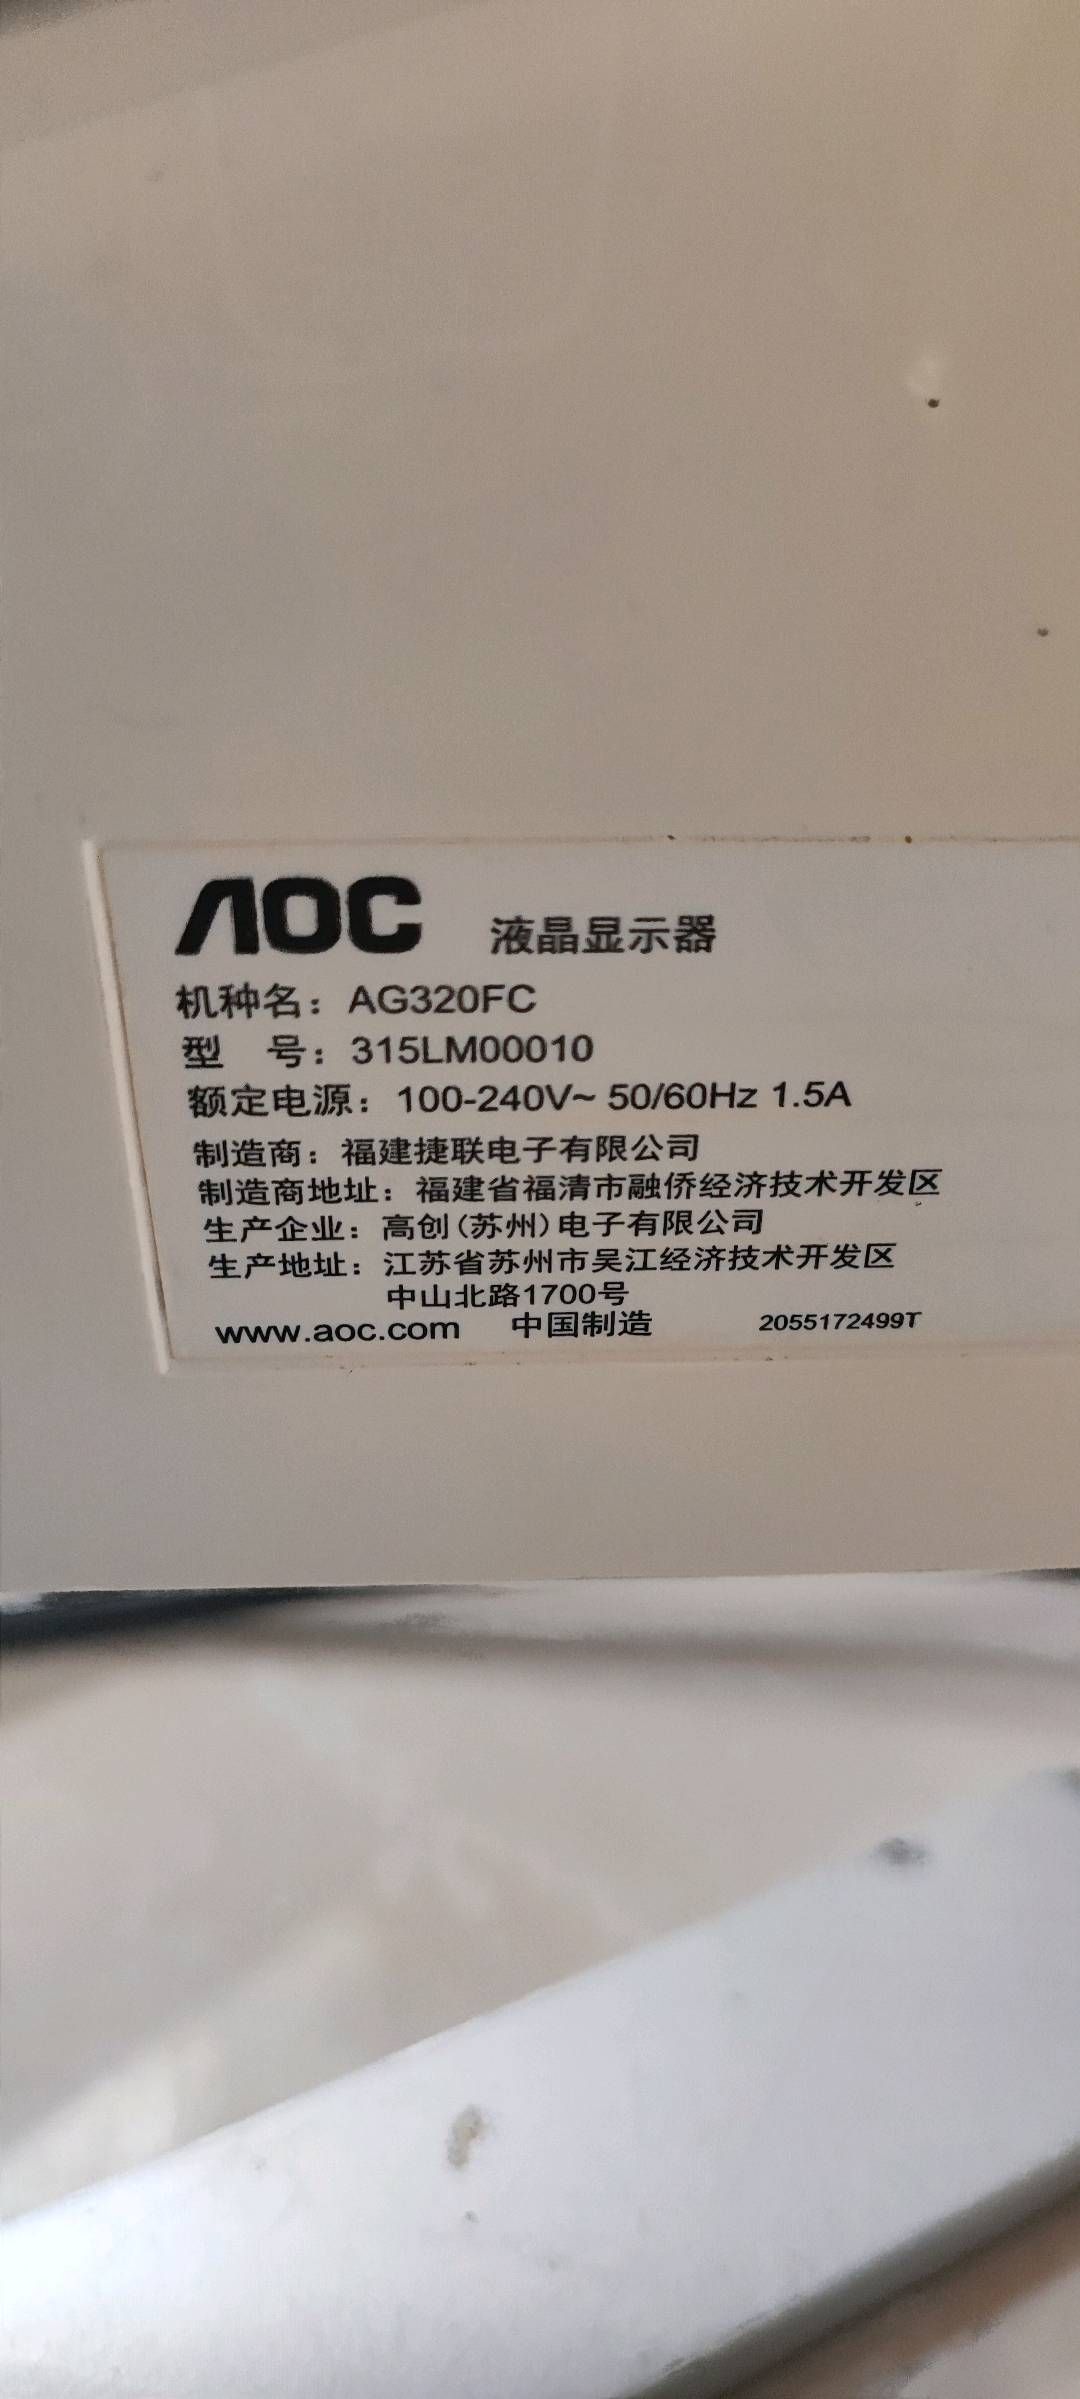 AOC 液晶显示器
机种名：AG320FC
型 号：315LM00010
额定电源：100-240V~ 50/60Hz 1.5A
制造商：福建捷联电子有限公司
制造商地址：福建省福清市融侨经济技术开发区
生产企业：高创(苏州)电子有限公司
生产地址：江苏省苏州市吴江经济技术开发区
中山北路1700号
www.aoc.com 中国制造 2055172499T